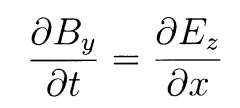 ∂B_y/∂t = ∂E_z/∂x